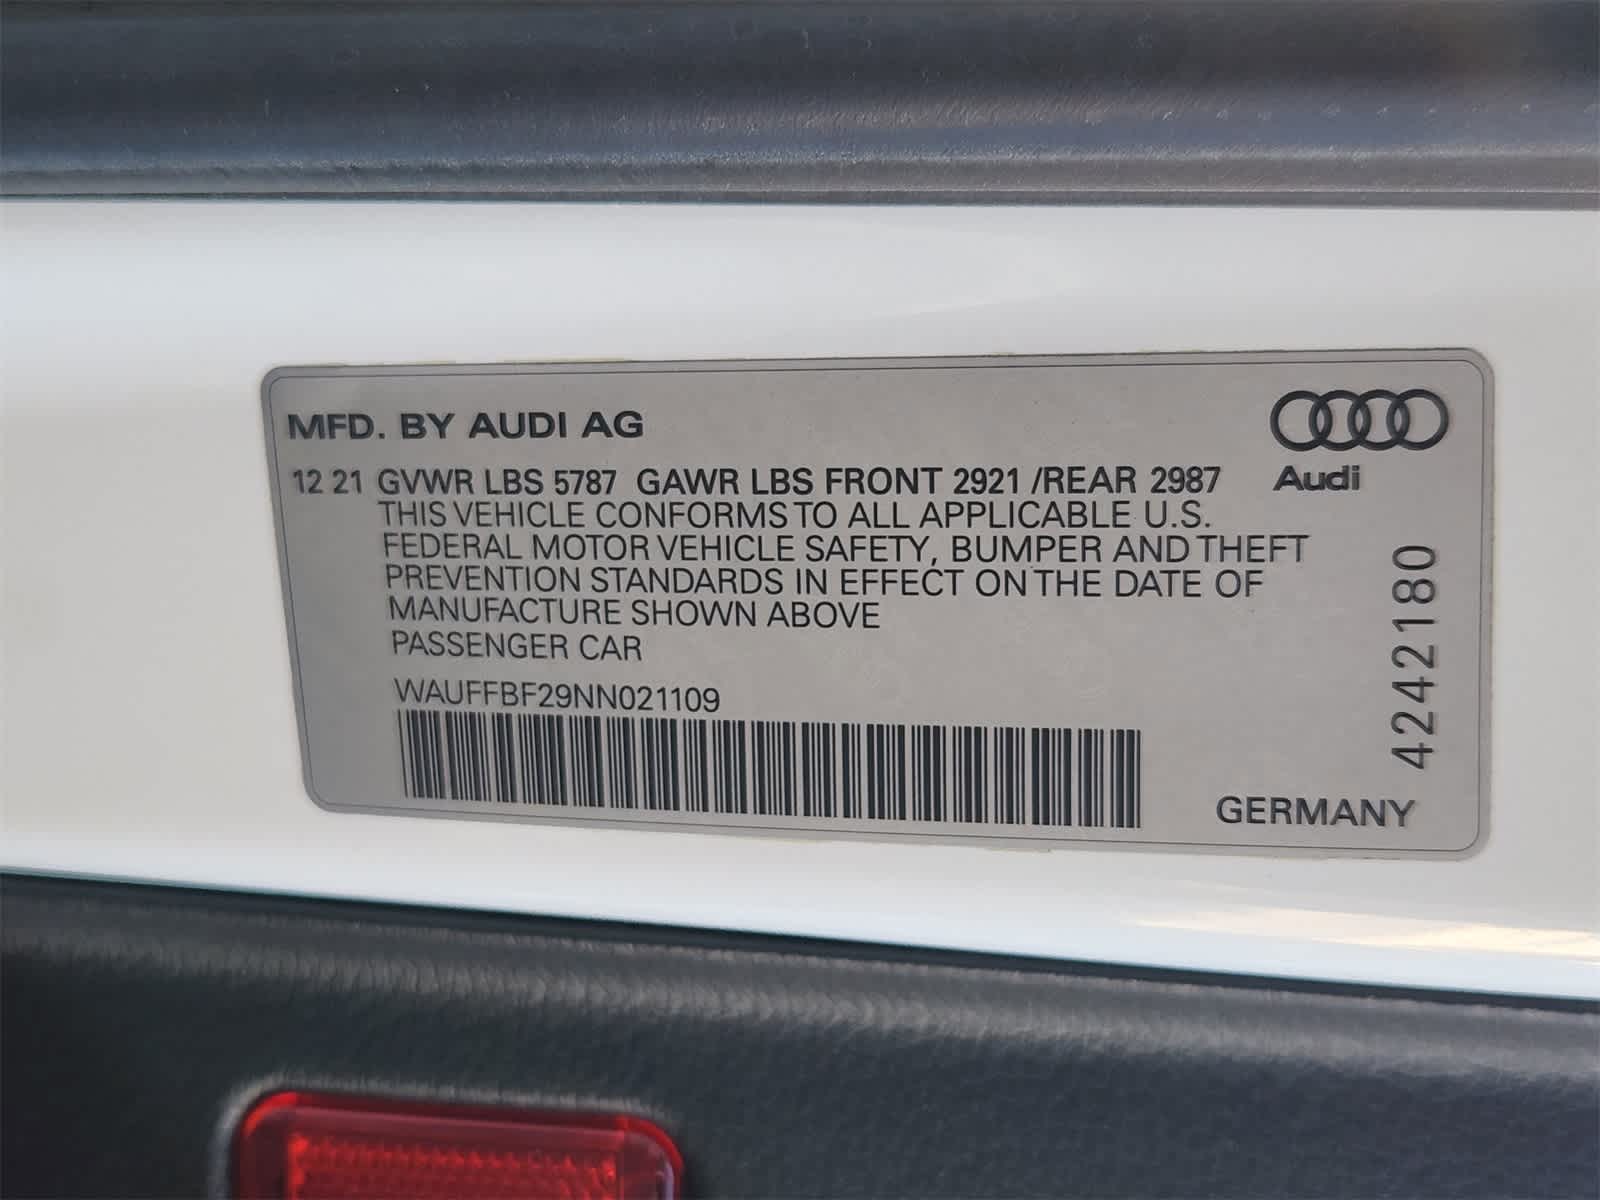 MFD. BY AUDI AG
Audi
12 21 GVWR LBS 5787 GAWR LBS FRONT 2921 /REAR 2987
THIS VEHICLE CONFORMS TO ALL APPLICABLE U.S.
FEDERAL MOTOR VEHICLE SAFETY, BUMPER AND THEFT
PREVENTION STANDARDS IN EFFECT ON THE DATE OF
MANUFACTURE SHOWN ABOVE
PASSENGER CAR
WAUFFBF29NN021109
4242180
GERMANY